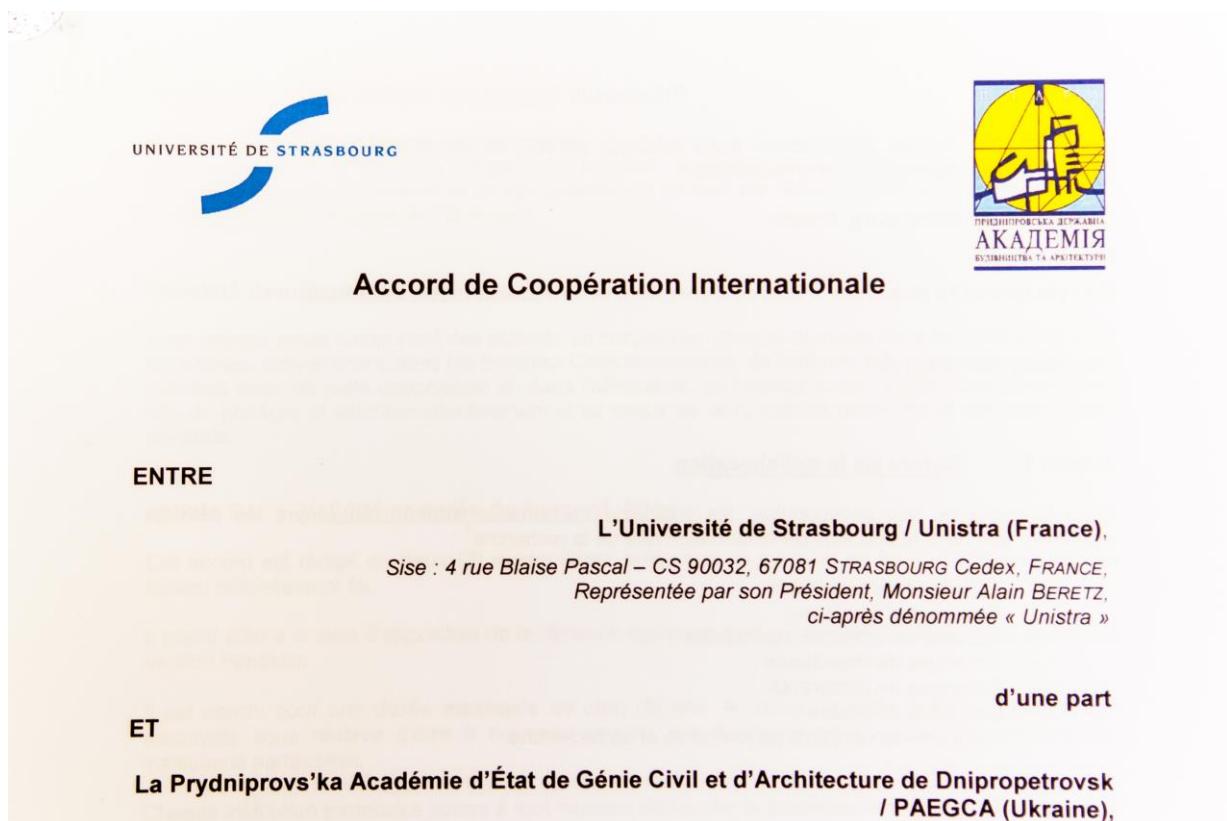 UNIVERSITÉ DE STRASBOURG
ПРИДНІПРОВСЬКА ДЕРЖАВНА
АКАДЕМІЯ
БУДІВНИЦТВА ТА АРХІТЕКТУРИ
Accord de Coopération Internationale
ENTRE
L'Université de Strasbourg / Unistra (France),
Sise : 4 rue Blaise Pascal – CS 90032, 67081 STRASBOURG Cedex, FRANCE,
Représentée par son Président, Monsieur Alain BERETZ,
ci-après dénommée « Unistra »
d'une part
ET
La Prydniprovs'ka Académie d'État de Génie Civil et d'Architecture de Dnipropetrovsk
/ PAEGCA (Ukraine),